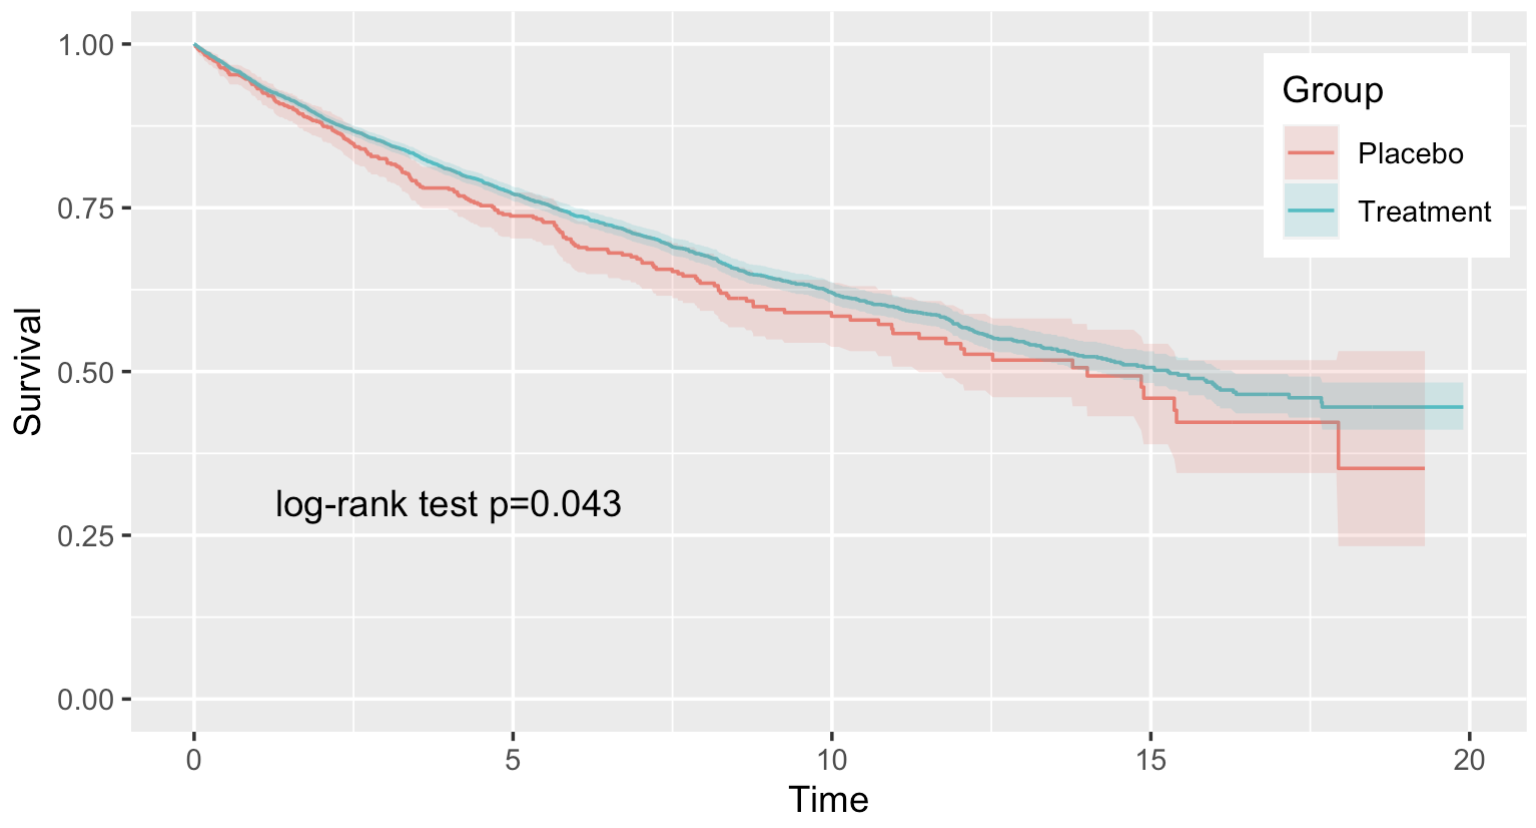 1.00
0.75
0.50
0.25
0.00
Survival
0
5
10
15
20
Time
Group
Placebo
Treatment
log-rank test p=0.043